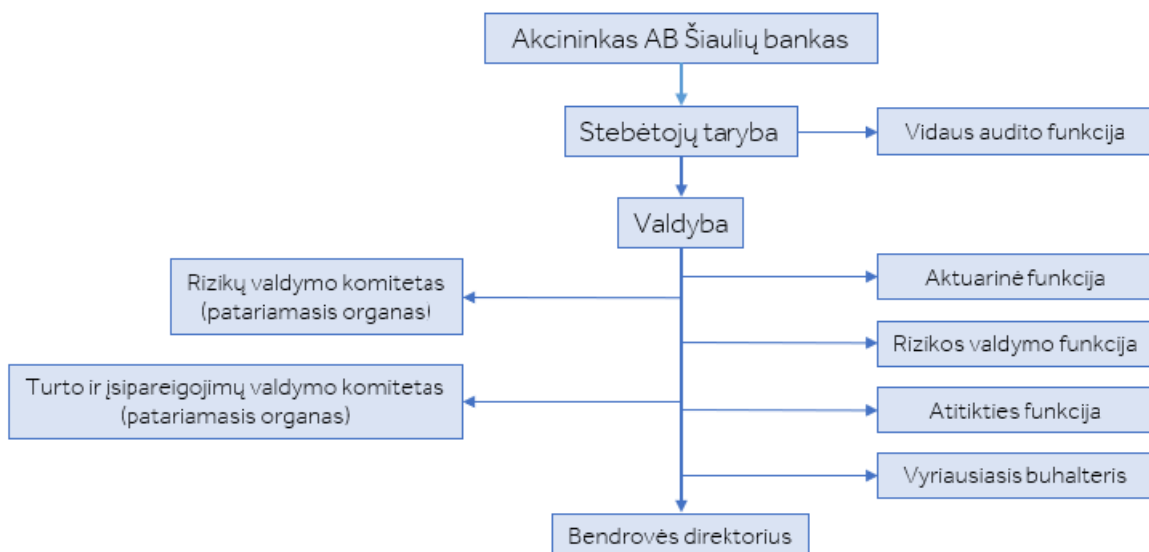 Akcininkas AB Šiaulių bankas
Stebėtojų taryba
Vidaus audito funkcija
Valdyba
Rizikų valdymo komitetas
(patariamasis organas)
Aktuarinė funkcija
Rizikos valdymo funkcija
Turto ir įsipareigojimų valdymo komitetas
(patariamasis organas)
Atitikties funkcija
Vyriausiasis buhalteris
Bendrovės direktorius